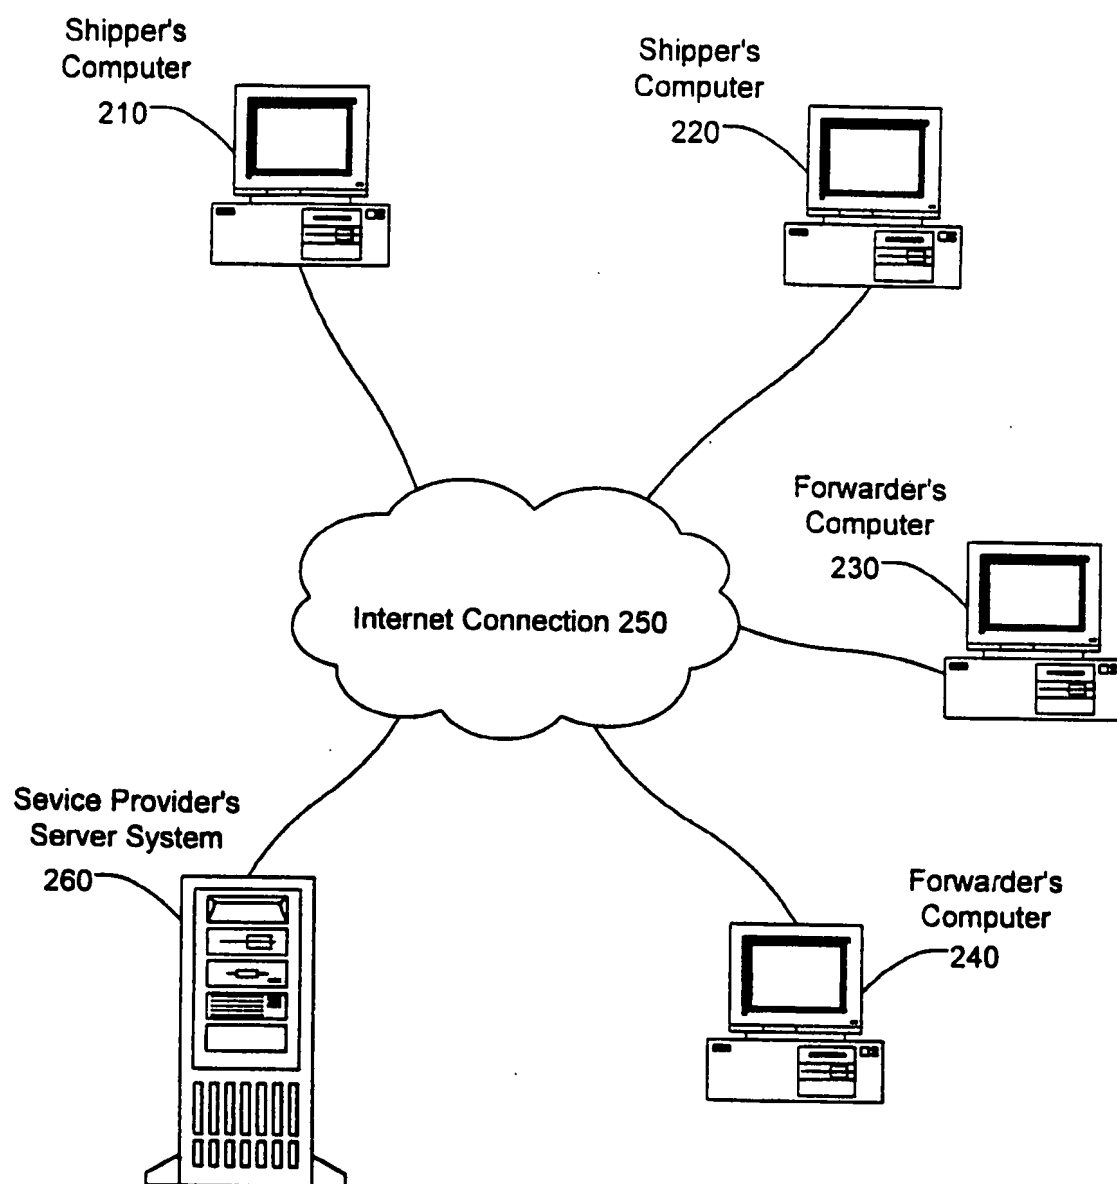 Shipper's
Computer
210
Shipper's
Computer
220
Forwarder's
Computer
230
Internet Connection 250
Sevice Provider's
Server System
260
Forwarder's
Computer
240